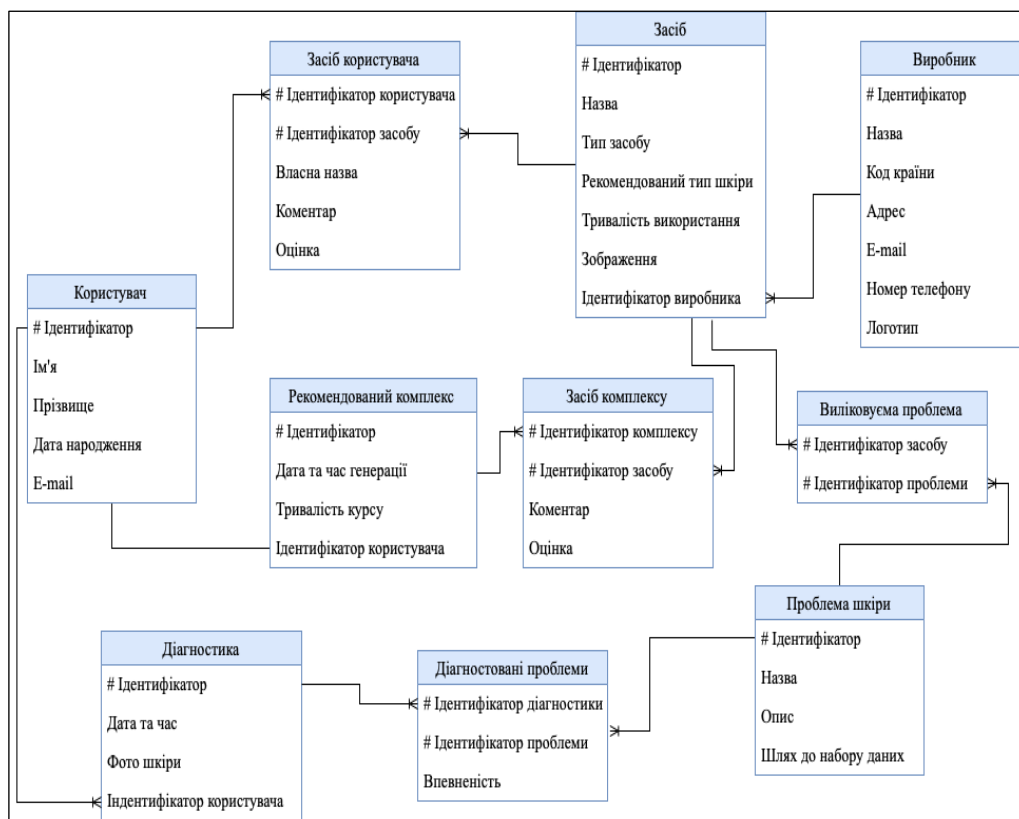 Засіб користувача
# Ідентифікатор користувача
# Ідентифікатор засобу
Власна назва
Коментар
Оцінка
Засіб
# Ідентифікатор
Назва
Тип засобу
Рекомендований тип шкіри
Тривалість використання
Зображення
Ідентифікатор виробника
Виробник
# Ідентифікатор
Назва
Код країни
Адрес
E-mail
Номер телефону
Логотип
Користувач
# Ідентифікатор
Ім'я
Прізвище
Дата народження
E-mail
Рекомендований комплекс
# Ідентифікатор
Дата та час генерації
Тривалість курсу
Ідентифікатор користувача
Засіб комплексу
# Ідентифікатор комплексу
# Ідентифікатор засобу
Коментар
Оцінка
Виліковуєма проблема
# Ідентифікатор засобу
# Ідентифікатор проблеми
Діагностика
# Ідентифікатор
Дата та час
Фото шкіри
Індентифікатор користувача
Діагностовані проблеми
# Ідентифікатор діагностики
# Ідентифікатор проблеми
Впевненість
Проблема шкіри
# Ідентифікатор
Назва
Опис
Шлях до набору даних